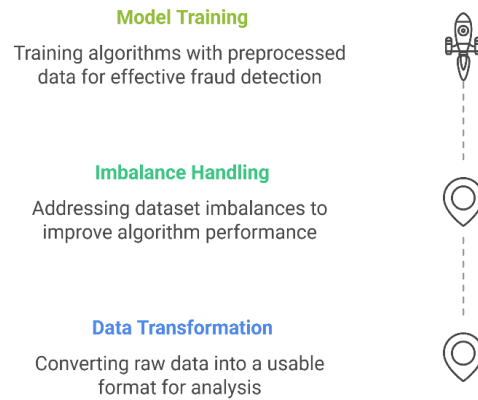 Model Training
Training algorithms with preprocessed
data for effective fraud detection
Imbalance Handling
Addressing dataset imbalances to
improve algorithm performance
Data Transformation
Converting raw data into a usable
format for analysis